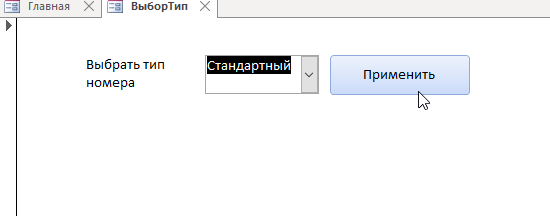 Главная
ВыборТип
Выбрать тип
номера
Стандартный
Применить